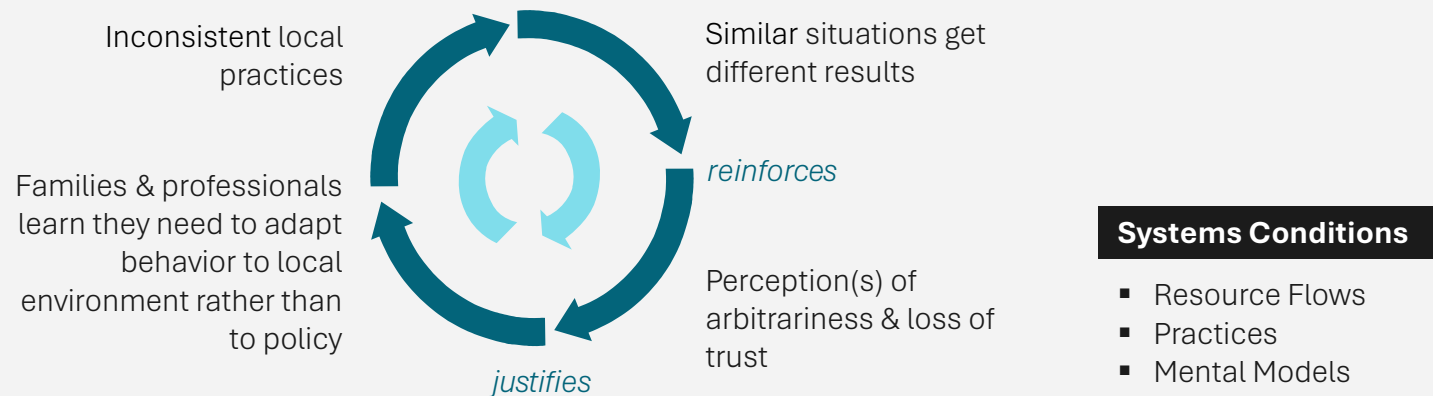 Inconsistent local
practices
Similar situations get
different results
reinforces
Perception(s) of
arbitrariness & loss of
trust
justifies
Families & professionals
learn they need to adapt
behavior to local
environment rather than
to policy
Systems Conditions
▪ Resource Flows
▪ Practices
▪ Mental Models